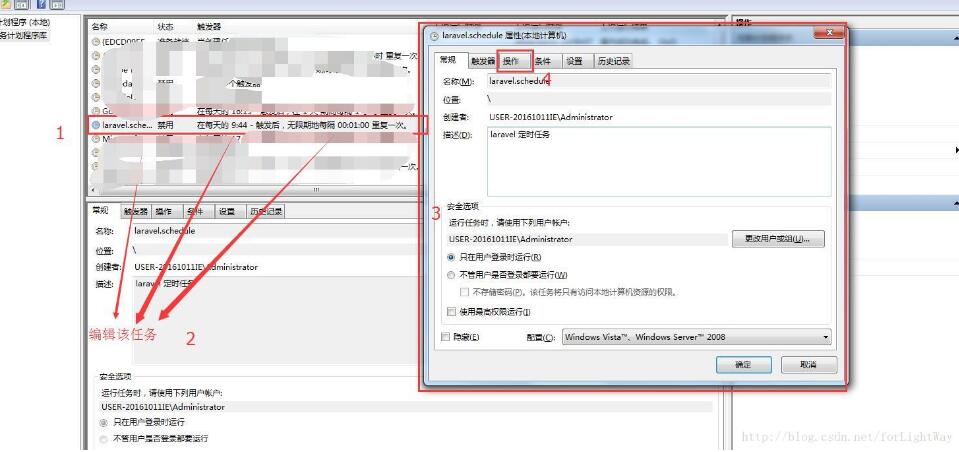 计划程序 (本地)
务计划程序库
名称 状态 触发器
操作
{EDCD09EF
重复一次。
禁用 个触发器
laravel.sche... 禁用 在每天的 9:44 - 触发后，无限期地每隔 00:01:00 重复一次。
1
常规 触发器 操作 条件 设置 历史记录
名称: laravel.schedule
位置: \
创建者: USER-20161011IE\Administrator
描述: laravel 定时任务
编辑该任务 2
安全选项
运行任务时，请使用下列用户帐户:
USER-20161011IE\Administrator
只在用户登录时运行
不管用户是否登录都要运行
laravel.schedule 属性(本地计算机)
常规 触发器 操作 条件 设置 历史记录
4
名称(M): laravel.schedule
位置: \
创建者: USER-20161011IE\Administrator
描述(D): laravel 定时任务
3
安全选项
运行任务时，请使用下列用户帐户:
USER-20161011IE\Administrator 更改用户或组(U)...
只在用户登录时运行(R)
不管用户是否登录都要运行(W)
不存储密码(P)。该任务将只有访问本地计算机资源的权限。
使用最高权限运行(I)
隐藏(E) 配置(C): Windows Vista™、Windows Server™ 2008
确定 取消
http://blog.csdn.net/forLightWay